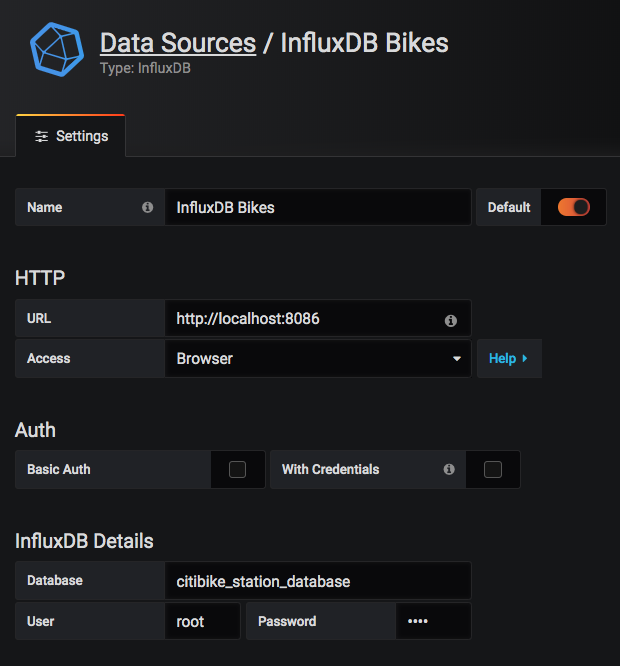 Data Sources / InfluxDB Bikes
Type: InfluxDB
Settings
Name InfluxDB Bikes Default
HTTP
URL http://localhost:8086
Access Browser Help
Auth
Basic Auth With Credentials
InfluxDB Details
Database citibike_station_database
User root Password ••••